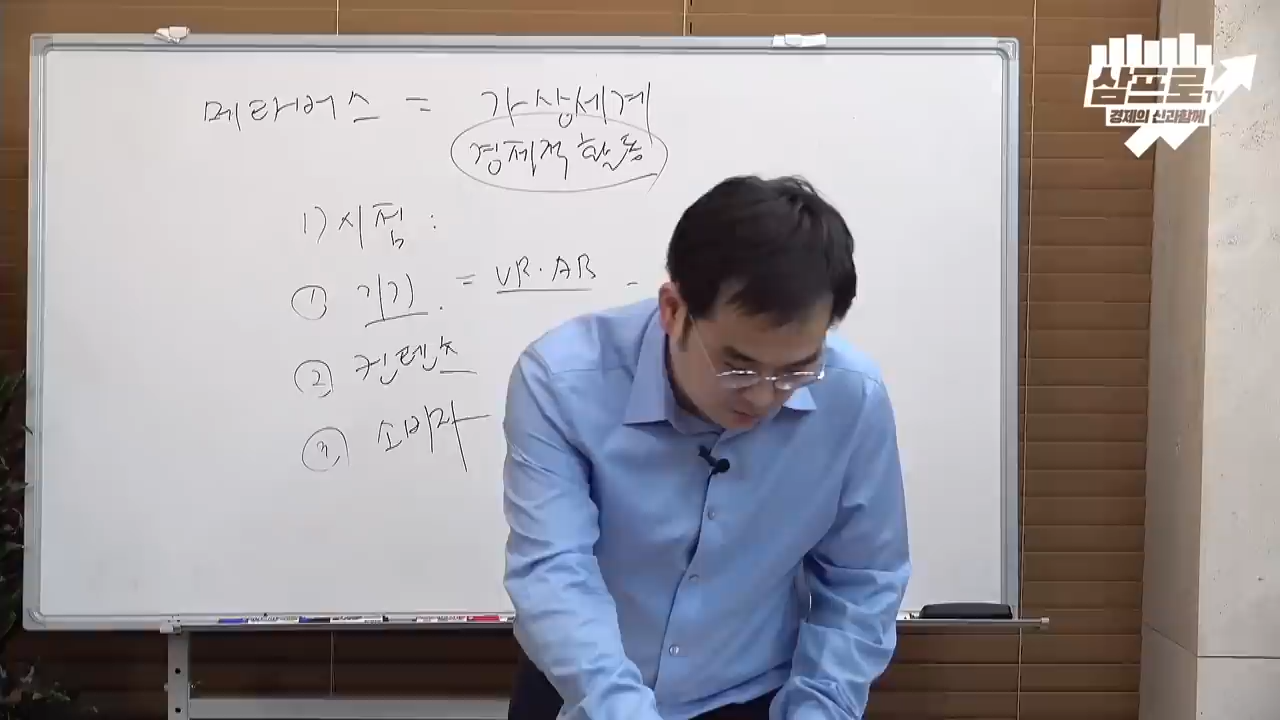 메타버스 = 가상세계
경제적 활동
1) 시점 :
① 기기 . = VR · AR -
② 컨텐츠
③ 소비자
삼프로TV
경제의 신과함께